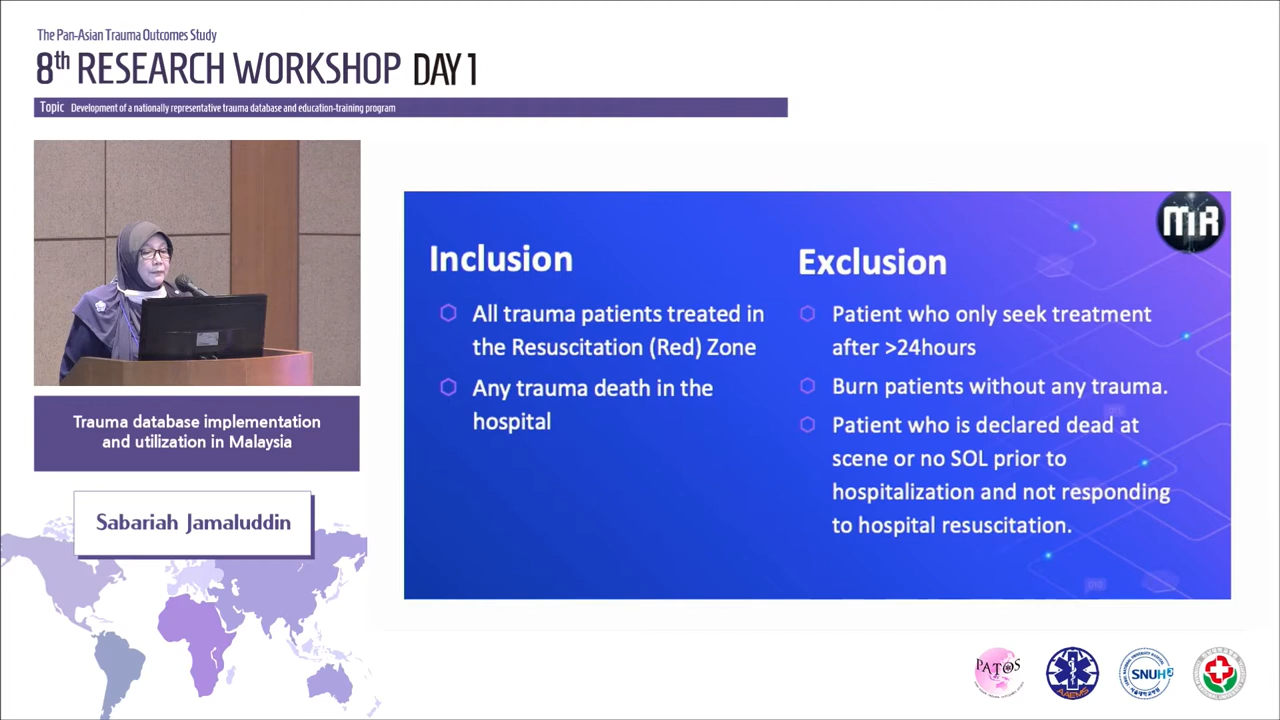 The Pan-Asian Trauma Outcomes Study
8th RESEARCH WORKSHOP DAY 1
Topic Development of a nationally representative trauma database and education-training program
MiR
Inclusion
All trauma patients treated in
the Resuscitation (Red) Zone
Any trauma death in the
hospital
Exclusion
Patient who only seek treatment
after >24hours
Burn patients without any trauma.
Patient who is declared dead at
scene or no SOL prior to
hospitalization and not responding
to hospital resuscitation.
Trauma database implementation
and utilization in Malaysia
Sabariah Jamaluddin
PATOS
AAEMS
SNUH